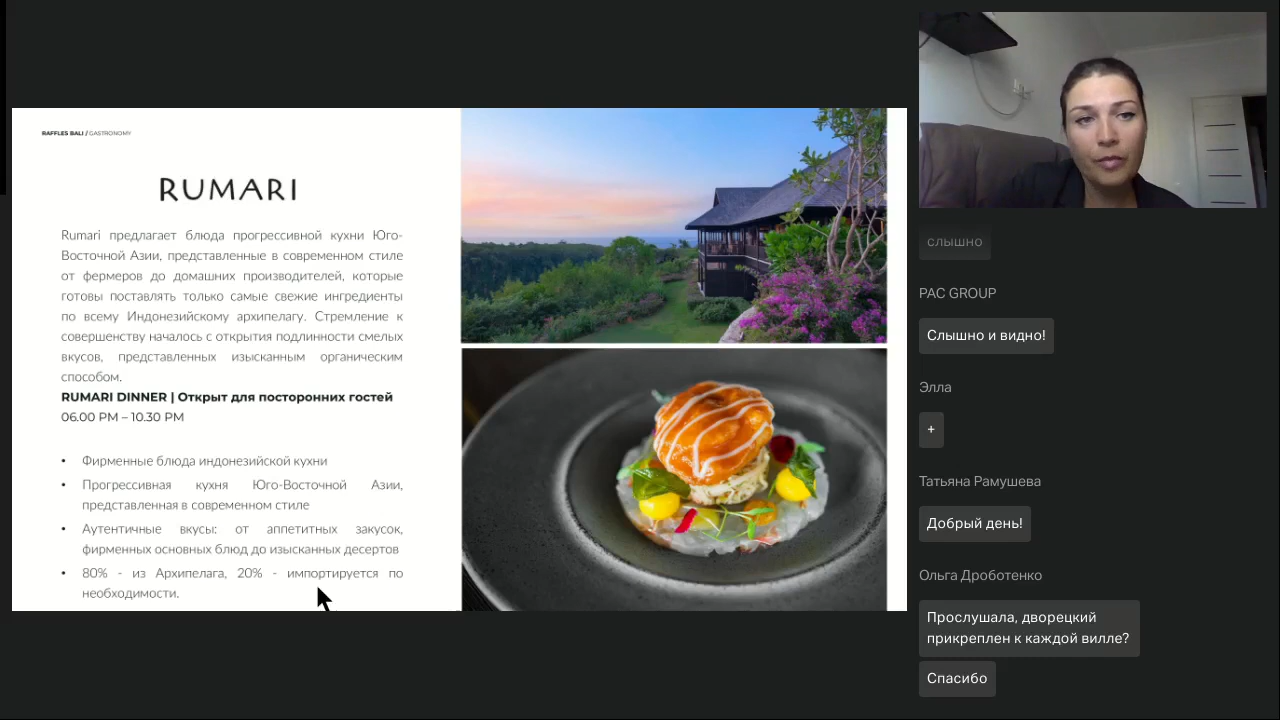 RAFFLES BALI / GASTRONOMY
RUMARI
Rumari предлагает блюда прогрессивной кухни Юго-
Восточной Азии, представленные в современном стиле
от фермеров до домашних производителей, которые
готовы поставлять только самые свежие ингредиенты
по всему Индонезийскому архипелагу. Стремление к
совершенству началось с открытия подлинности смелых
вкусов, представленных изысканным органическим
способом.
RUMARI DINNER | Открыт для посторонних гостей
06.00 PM – 10.30 PM
• Фирменные блюда индонезийской кухни
• Прогрессивная кухня Юго-Восточной Азии,
представленная в современном стиле
• Аутентичные вкусы: от аппетитных закусок,
фирменных основных блюд до изысканных десертов
• 80% - из Архипелага, 20% - импортируется по
необходимости.
слышно
PAC GROUP
Слышно и видно!
Элла
+
Татьяна Рамушева
Добрый день!
Ольга Дроботенко
Прослушала, дворецкий
прикреплен к каждой вилле?
Спасибо